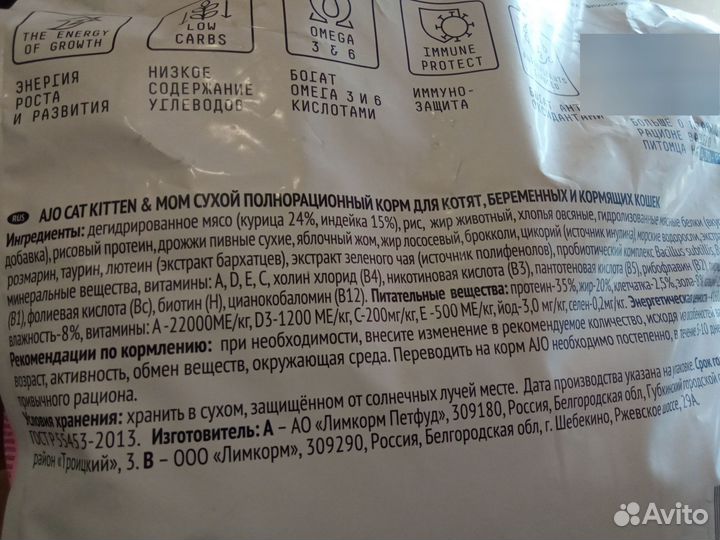 THE ENERGY
OF GROWTH
ЭНЕРГИЯ
РОСТА
И РАЗВИТИЯ
LOW
CARBS
НИЗКОЕ
СОДЕРЖАНИЕ
УГЛЕВОДОВ
OMEGA
3 & 6
БОГАТ
ОМЕГА 3 И 6
КИСЛОТАМИ
IMMUNE
PROTECT
ИММУНО-
ЗАЩИТА
БОЛЬШЕ О
РАЦИОНЕ
ПИТОМЦА
RUS
AJO CAT KITTEN & MOM СУХОЙ ПОЛНОРАЦИОННЫЙ КОРМ ДЛЯ КОТЯТ, БЕРЕМЕННЫХ И КОРМЯЩИХ КОШЕК
Ингредиенты: дегидрированное мясо (курица 24%, индейка 15%), рис, жир животный, хлопья овсяные, гидролизованные мясные белки
добавка), рисовый протеин, дрожжи пивные сухие, яблочный жом, жир лососевый, брокколи, цикорий (источник инулина), морские водоросли,
розмарин, таурин, лютеин (экстракт бархатцев), экстракт зеленого чая (источник полифенолов), пробиотический комплекс Bacillus subtilis,
минеральные вещества, витамины: A, D, E, C, холин хлорид (B4), никотиновая кислота (B3), пантотеновая кислота (B5), рибофлавин
(B1), фолиевая кислота (Bc), биотин (H), цианокобаламин (B12). Питательные вещества: протеин-35%, жир-20%, клетчатка-2,5%,
влажность-8%, витамины: A -22000МЕ/кг, D3-1200 МЕ/кг, C-200мг/кг, E -500 МЕ/кг, йод-3,0 мг/кг, селен-0,2мг/кг.
Рекомендации по кормлению: при необходимости, внесите изменение в рекомендуемое количество, исходя из
возраст, активность, обмен веществ, окружающая среда. Переводить на корм AJO необходимо постепенно, в течение
привычного рациона.
Условия хранения: хранить в сухом, защищённом от солнечных лучей месте. Дата производства указана на упаковке. Срок
ГОСТ Р 55453-2013. Изготовитель: A – АО «Лимкорм Петфуд», 309180, Россия, Белгородская обл., Губкинский городской
район «Троицкий», 3. B – ООО «Лимкорм», 309290, Россия, Белгородская обл, г. Шебекино, Ржевское шоссе, 29А.
Avito